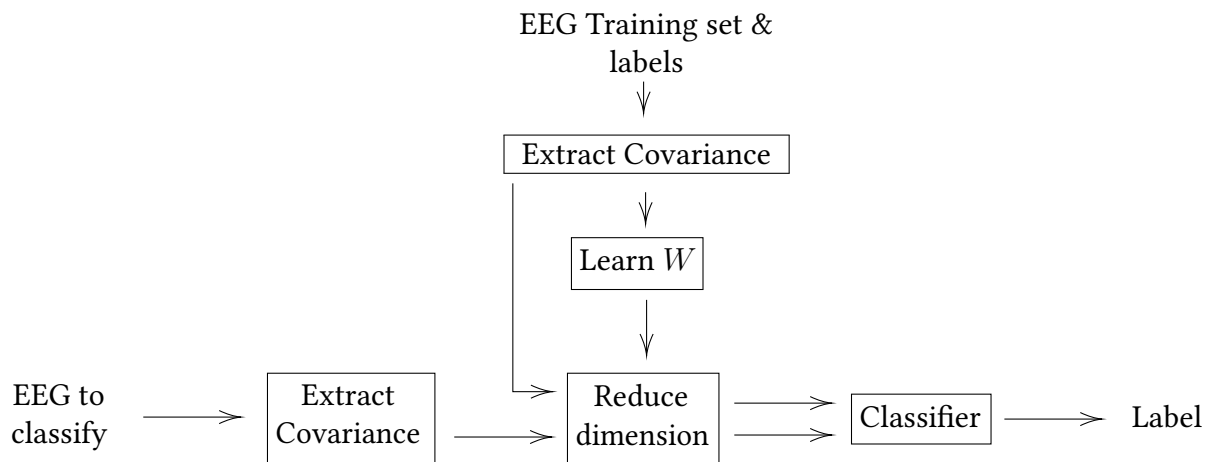 EEG Training set &
labels
Extract Covariance
Learn W
EEG to
classify
Extract
Covariance
Reduce
dimension
Classifier
Label